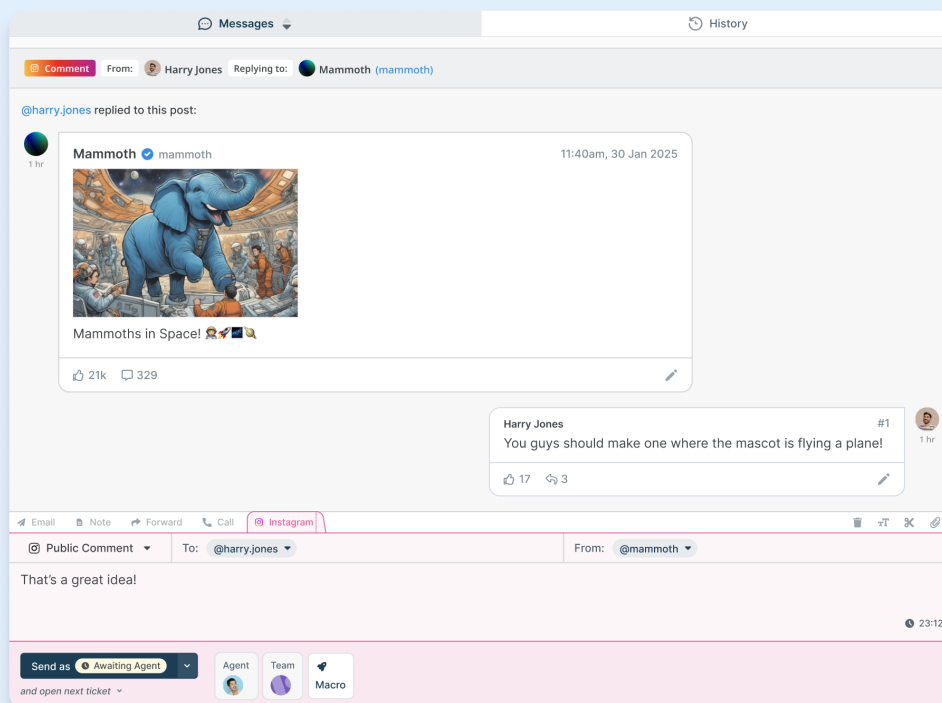 Messages
History
Comment From: Harry Jones Replying to: Mammoth (mammoth)
@harry.jones replied to this post:
1 hr
Mammoth mammoth 11:40am, 30 Jan 2025
Mammoths in Space! 🧑‍🚀🚀🌌🪐
21k 329
Harry Jones #1
You guys should make one where the mascot is flying a plane!
1 hr
17 3
Email Note Forward Call Instagram
Public Comment To: @harry.jones From: @mammoth
That's a great idea!
23:12
Send as Awaiting Agent
and open next ticket
Agent Team Macro